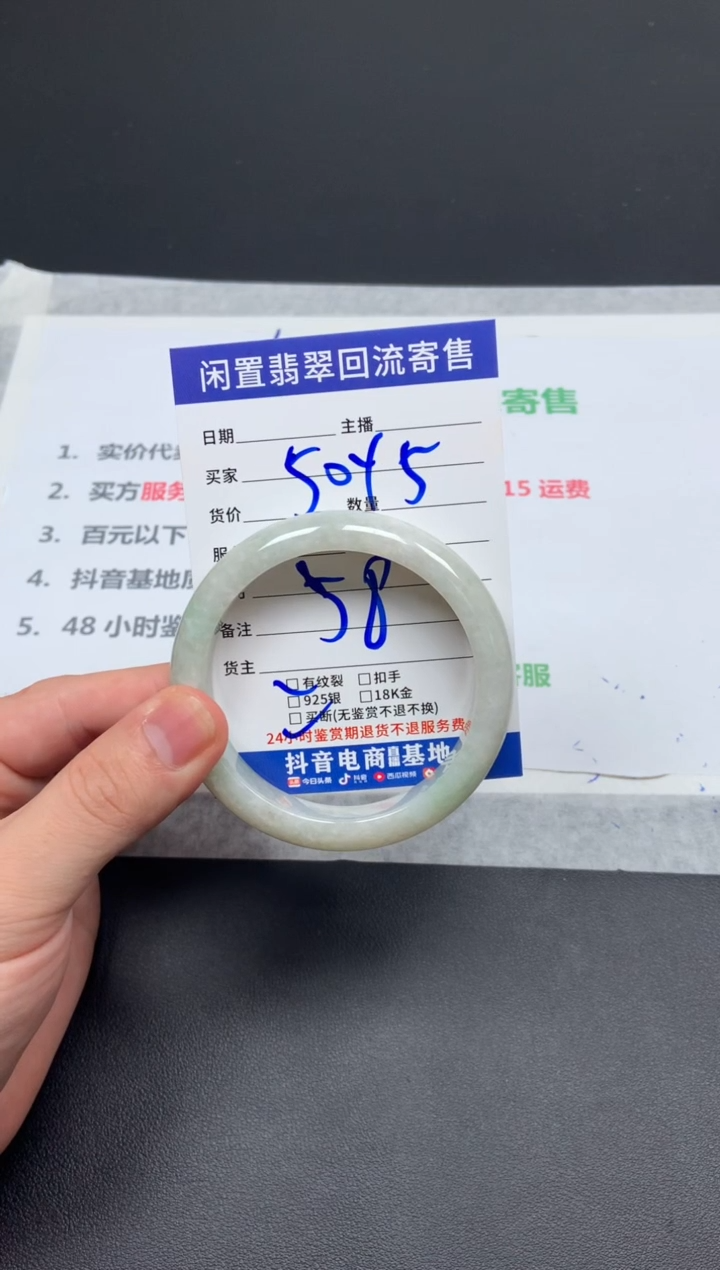 闲置翡翠回流寄售
寄售
日期 主播
1. 实价代
买家
5045
2. 买方服务
15 运费
货价 数量
3. 百元以下
服
4. 抖音基地
58
5. 48 小时鉴
备注
货主
客服
有纹裂 扣手
925银 18K金
买断(无鉴赏不退不换)
24小时鉴赏期退货不退服务费
抖音电商直播基地
今日头条 抖音 西瓜视频